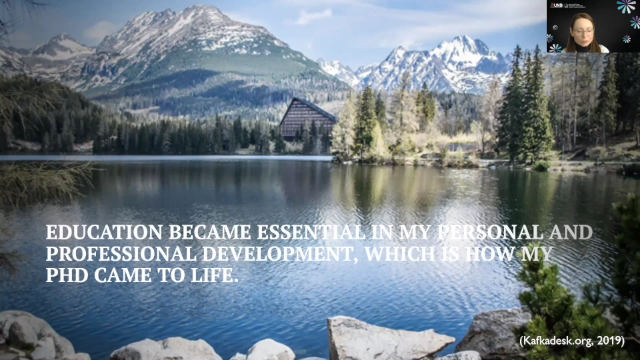 UNB
EDUCATION BECAME ESSENTIAL IN MY PERSONAL AND
PROFESSIONAL DEVELOPMENT, WHICH IS HOW MY
PHD CAME TO LIFE.
(Kafkadesk.org, 2019)